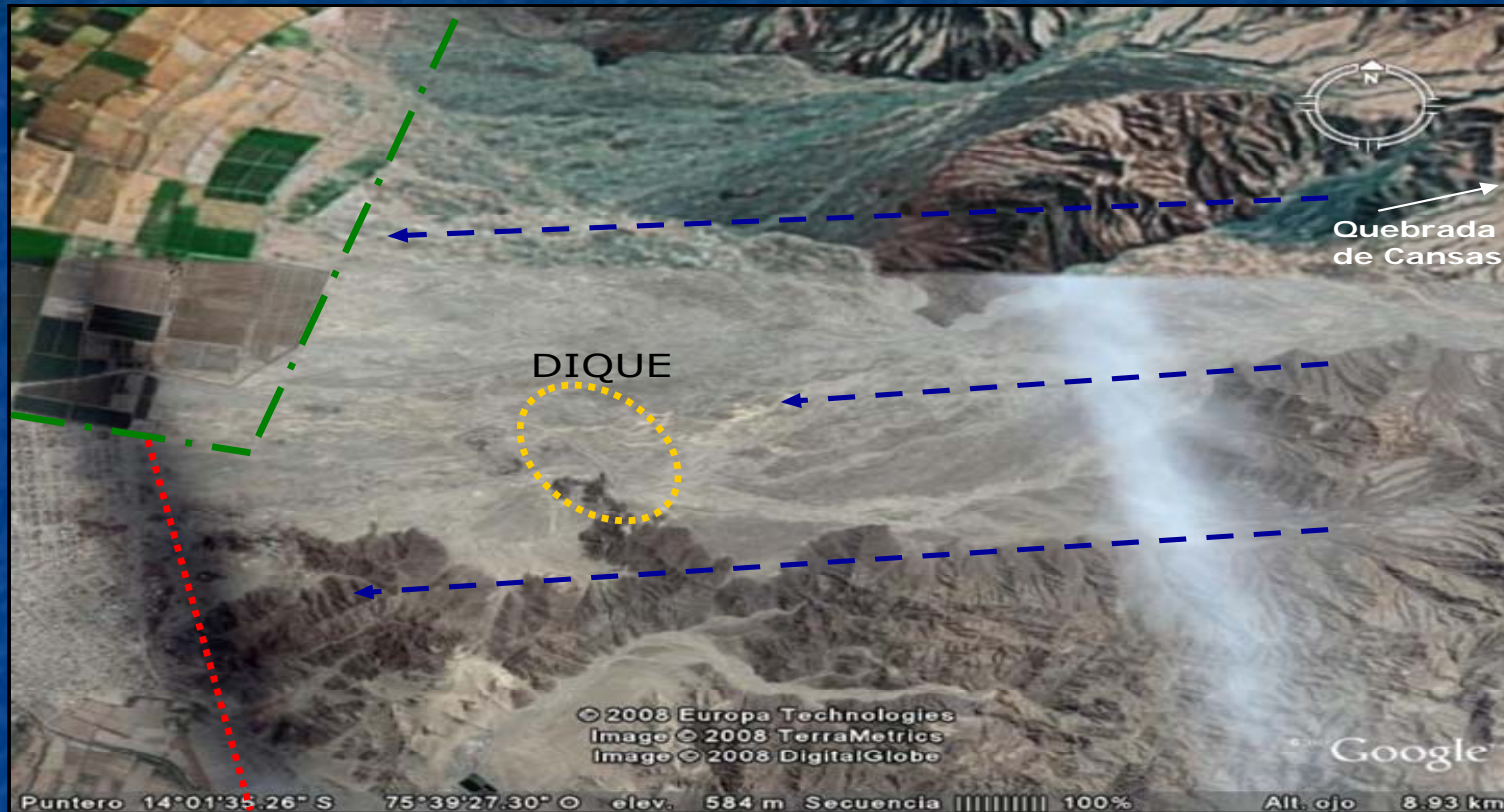 N
Quebrada
de Cansas
DIQUE
© 2008 Europa Technologies
Image © 2008 TerraMetrics
Image © 2008 DigitalGlobe
Google
Puntero 14°01'35.26" S 75°39'27.30" O elev. 584 m Secuencia 100% Alt. ojo 8.93 km